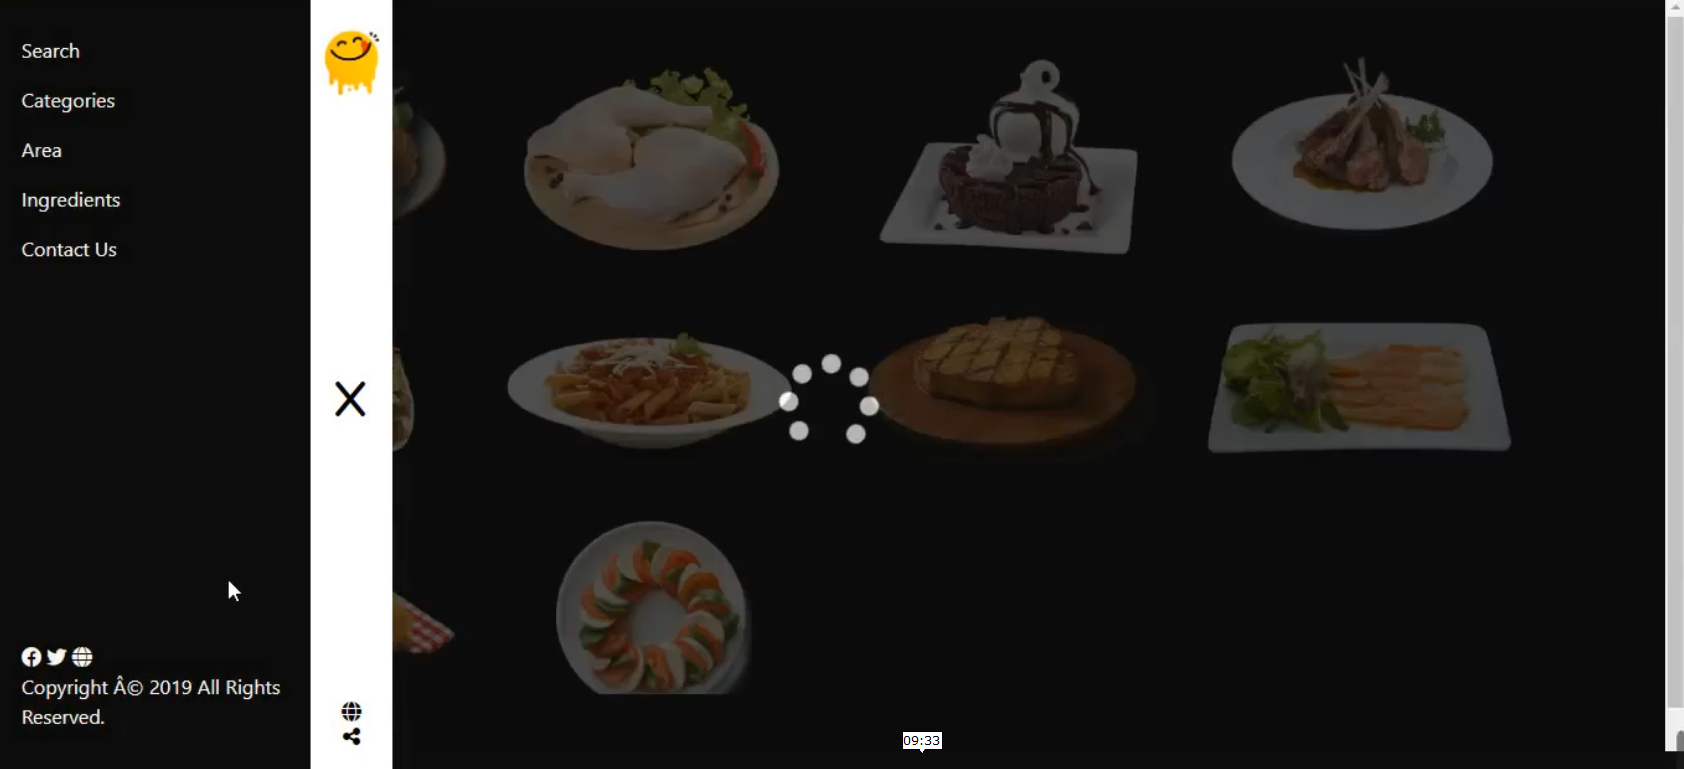 Search
Categories
Area
Ingredients
Contact Us
Copyright Â© 2019 All Rights
Reserved.
09:33